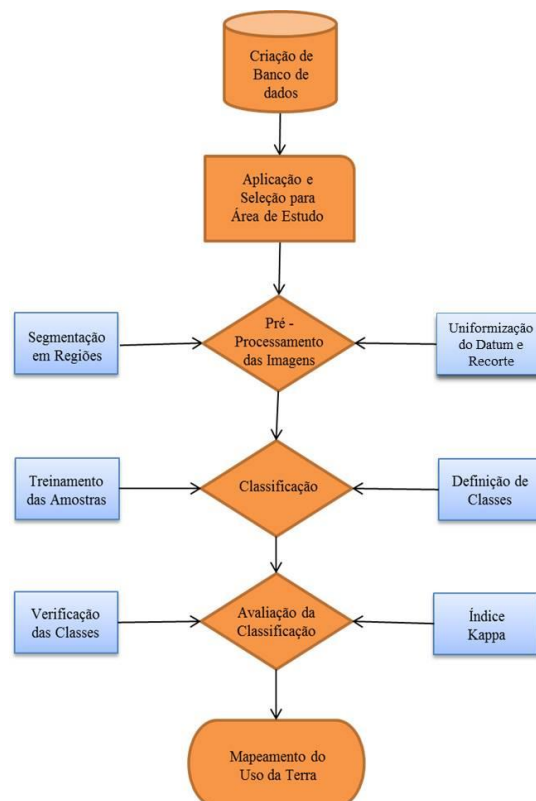 Criação de
Banco de
dados
Aplicação e
Seleção para
Área de Estudo
Segmentação
em Regiões
Pré -
Processamento
das Imagens
Uniformização
do Datum e
Recorte
Treinamento
das Amostras
Classificação
Definição de
Classes
Verificação
das Classes
Avaliação da
Classificação
Índice
Kappa
Mapeamento do
Uso da Terra